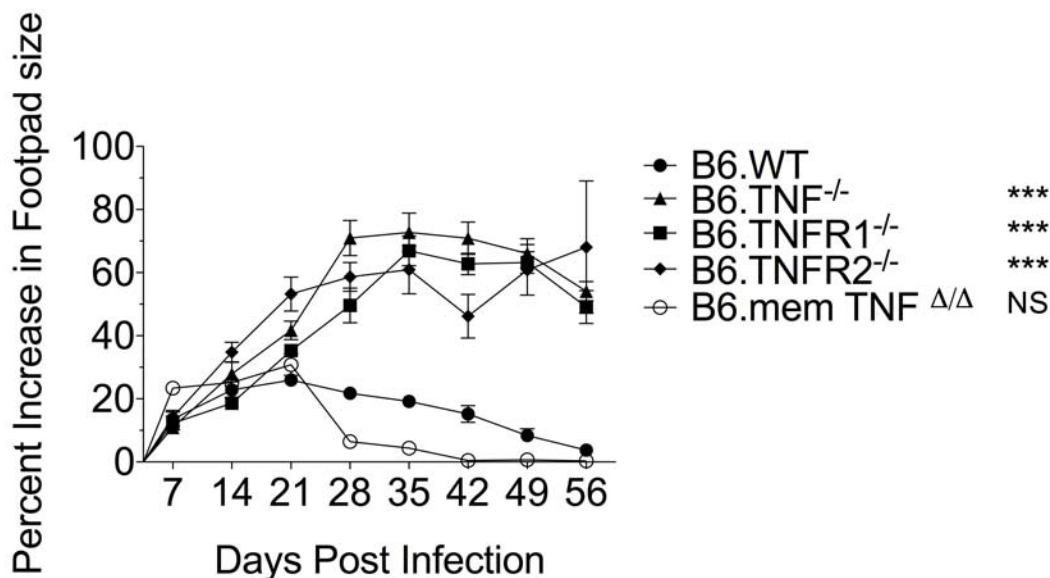 Percent Increase in Footpad size
100
80
60
40
20
0
7 14 21 28 35 42 49 56
Days Post Infection
B6.WT
B6.TNF-/- ***
B6.TNFR1-/- ***
B6.TNFR2-/- ***
B6.mem TNF Δ/Δ NS